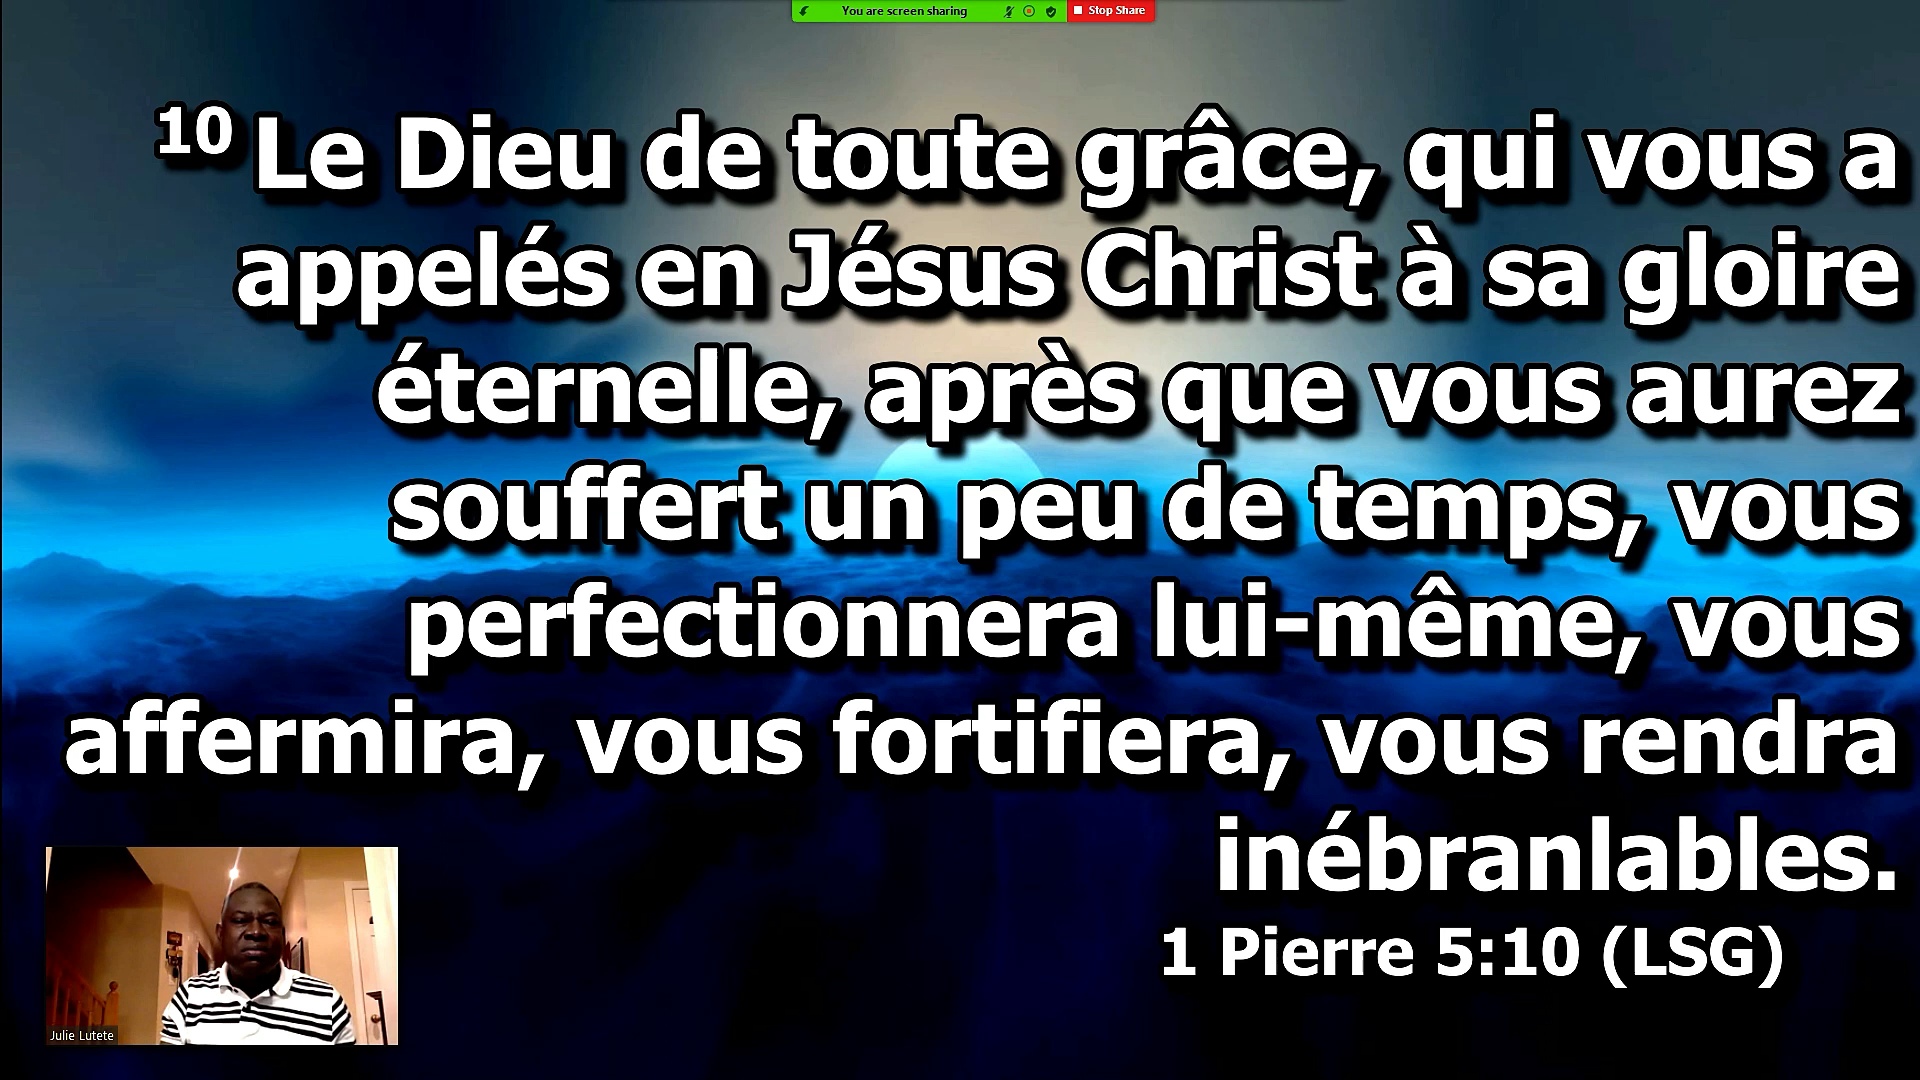 You are screen sharing
Stop Share
10 Le Dieu de toute grâce, qui vous a
appelés en Jésus Christ à sa gloire
éternelle, après que vous aurez
souffert un peu de temps, vous
perfectionnera lui-même, vous
affermira, vous fortifiera, vous rendra
inébranlables.
1 Pierre 5:10 (LSG)
Julie Lutete